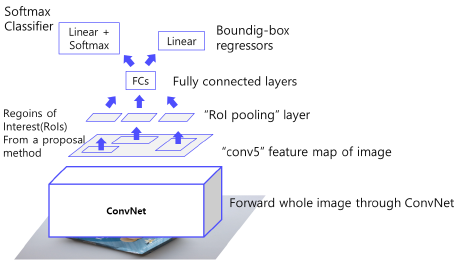 Softmax
Classifier
Linear +
Softmax
Linear
Boundig-box
regressors
FCs
Fully connected layers
Regoins of
Interest(RoIs)
From a proposal
method
"RoI pooling" layer
"conv5" feature map of image
ConvNet
Forward whole image through ConvNet